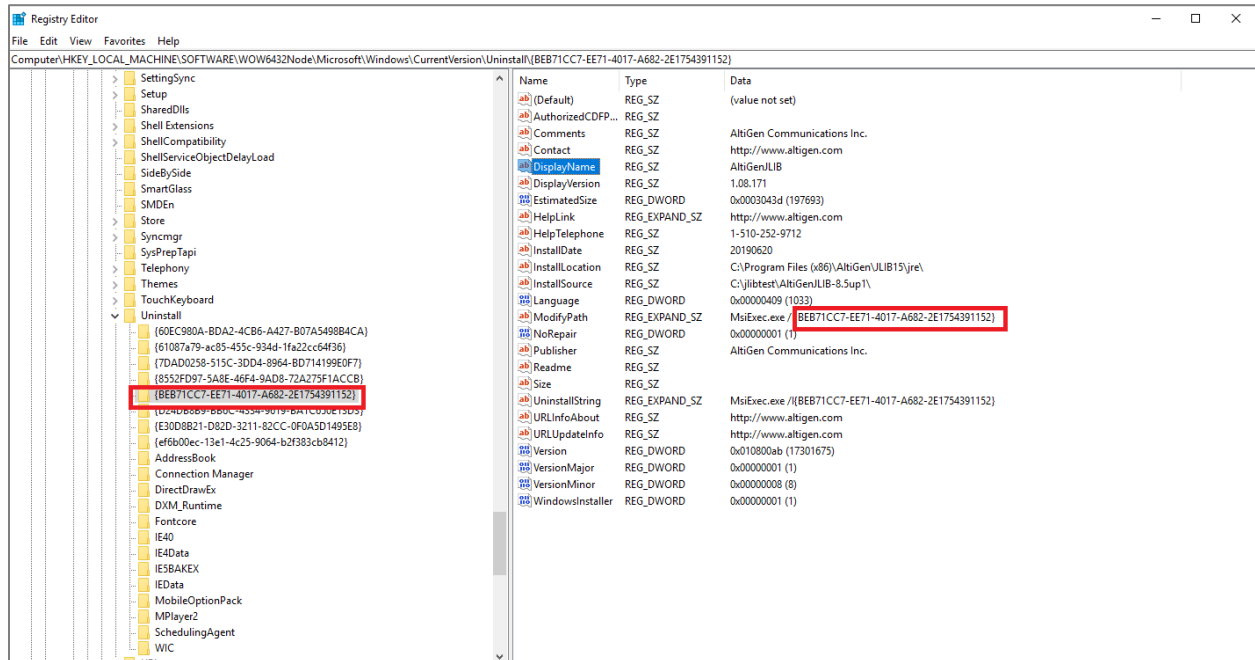 Registry Editor
File Edit View Favorites Help
Computer\HKEY_LOCAL_MACHINE\SOFTWARE\WOW6432Node\Microsoft\Windows\CurrentVersion\Uninstall\{BEB71CC7-EE71-4017-A682-2E1754391152}
SettingSync
Setup
SharedDlls
Shell Extensions
ShellCompatibility
ShellServiceObjectDelayLoad
SideBySide
SmartGlass
SMDEn
Store
Syncmgr
SysPrepTapi
Telephony
Themes
TouchKeyboard
Uninstall
{60EC980A-BDA2-4CB6-A427-B07A5498B4CA}
{61087a79-ac85-455c-934d-1fa22cc64f36}
{7DAD0258-515C-3DD4-8964-BD714199E0F7}
{8552FD97-5A8E-46F4-9AD8-72A275F1ACCB}
{BEB71CC7-EE71-4017-A682-2E1754391152}
{E30D8B21-D82D-3211-82CC-0F0A5D1495E8}
{ef6b00ec-13e1-4c25-9064-b2f383cb8412}
AddressBook
Connection Manager
DirectDrawEx
DXM_Runtime
Fontcore
IE40
IE4Data
IE5BAKEX
IEData
MobileOptionPack
MPlayer2
SchedulingAgent
WIC
Name Type Data
(Default) REG_SZ (value not set)
AuthorizedCDFP... REG_SZ
Comments REG_SZ AltiGen Communications Inc.
Contact REG_SZ http://www.altigen.com
DisplayName REG_SZ AltiGenJLIB
DisplayVersion REG_SZ 1.08.171
EstimatedSize REG_DWORD 0x0003043d (197693)
HelpLink REG_EXPAND_SZ http://www.altigen.com
HelpTelephone REG_SZ 1-510-252-9712
InstallDate REG_SZ 20190620
InstallLocation REG_SZ C:\Program Files (x86)\AltiGen\JLIB15\jre\
InstallSource REG_SZ C:\jlibtest\AltiGenJLIB-8.5up1\
Language REG_DWORD 0x00000409 (1033)
ModifyPath REG_EXPAND_SZ MsiExec.exe /{BEB71CC7-EE71-4017-A682-2E1754391152}
NoRepair REG_DWORD 0x00000001 (1)
Publisher REG_SZ AltiGen Communications Inc.
Readme REG_SZ
Size REG_SZ
UninstallString REG_EXPAND_SZ MsiExec.exe /I{BEB71CC7-EE71-4017-A682-2E1754391152}
URLInfoAbout REG_SZ http://www.altigen.com
URLUpdateInfo REG_SZ http://www.altigen.com
Version REG_DWORD 0x010800ab (17301675)
VersionMajor REG_DWORD 0x00000001 (1)
VersionMinor REG_DWORD 0x00000008 (8)
WindowsInstaller REG_DWORD 0x00000001 (1)